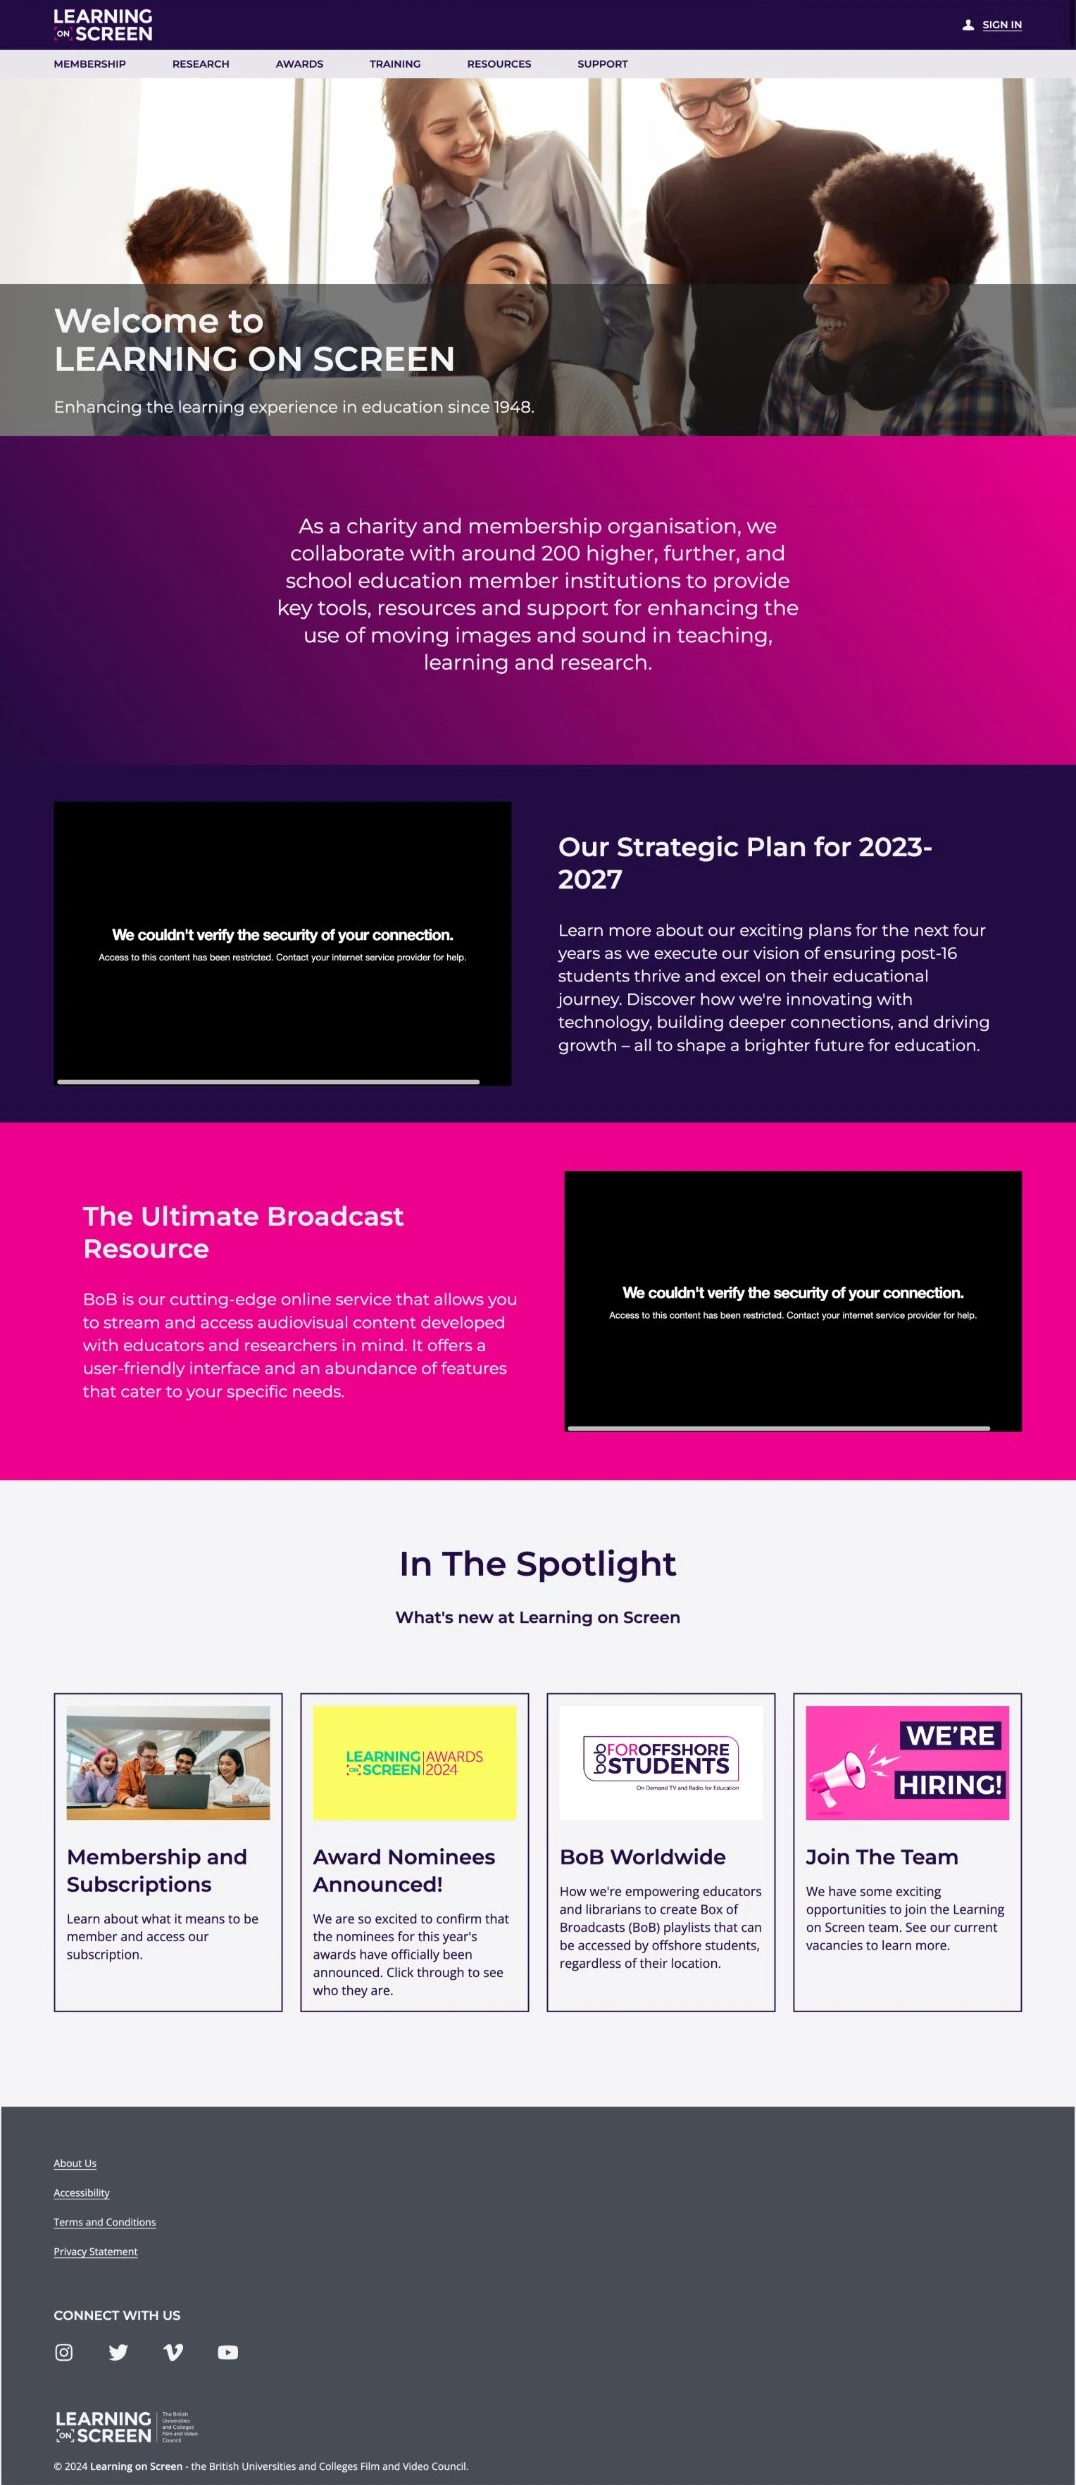 LEARNING
ON SCREEN
SIGN IN
MEMBERSHIP RESEARCH AWARDS TRAINING RESOURCES SUPPORT
Welcome to
LEARNING ON SCREEN
Enhancing the learning experience in education since 1948.
As a charity and membership organisation, we
collaborate with around 200 higher, further, and
school education member institutions to provide
key tools, resources and support for enhancing the
use of moving images and sound in teaching,
learning and research.
We couldn't verify the security of your connection.
Access to this content has been restricted. Contact your internet service provider for help.
Our Strategic Plan for 2023-
2027
Learn more about our exciting plans for the next four
years as we execute our vision of ensuring post-16
students thrive and excel on their educational
journey. Discover how we're innovating with
technology, building deeper connections, and driving
growth – all to shape a brighter future for education.
The Ultimate Broadcast
Resource
BoB is our cutting-edge online service that allows you
to stream and access audiovisual content developed
with educators and researchers in mind. It offers a
user-friendly interface and an abundance of features
that cater to your specific needs.
We couldn't verify the security of your connection.
Access to this content has been restricted. Contact your internet service provider for help.
In The Spotlight
What's new at Learning on Screen
Membership and
Subscriptions
Learn about what it means to be
member and access our
subscription.
LEARNING AWARDS
ON SCREEN 2024
Award Nominees
Announced!
We are so excited to confirm that
the nominees for this year's
awards have officially been
announced. Click through to see
who they are.
bob FOROFFSHORE
STUDENTS
On Demand TV and Radio for Education
BoB Worldwide
How we're empowering educators
and librarians to create Box of
Broadcasts (BoB) playlists that can
be accessed by offshore students,
regardless of their location.
WE'RE
HIRING!
Join The Team
We have some exciting
opportunities to join the Learning
on Screen team. See our current
vacancies to learn more.
About Us
Accessibility
Terms and Conditions
Privacy Statement
CONNECT WITH US
LEARNING
ON SCREEN
The British
Universities
and Colleges
Film and Video
Council
© 2024 Learning on Screen - the British Universities and Colleges Film and Video Council.